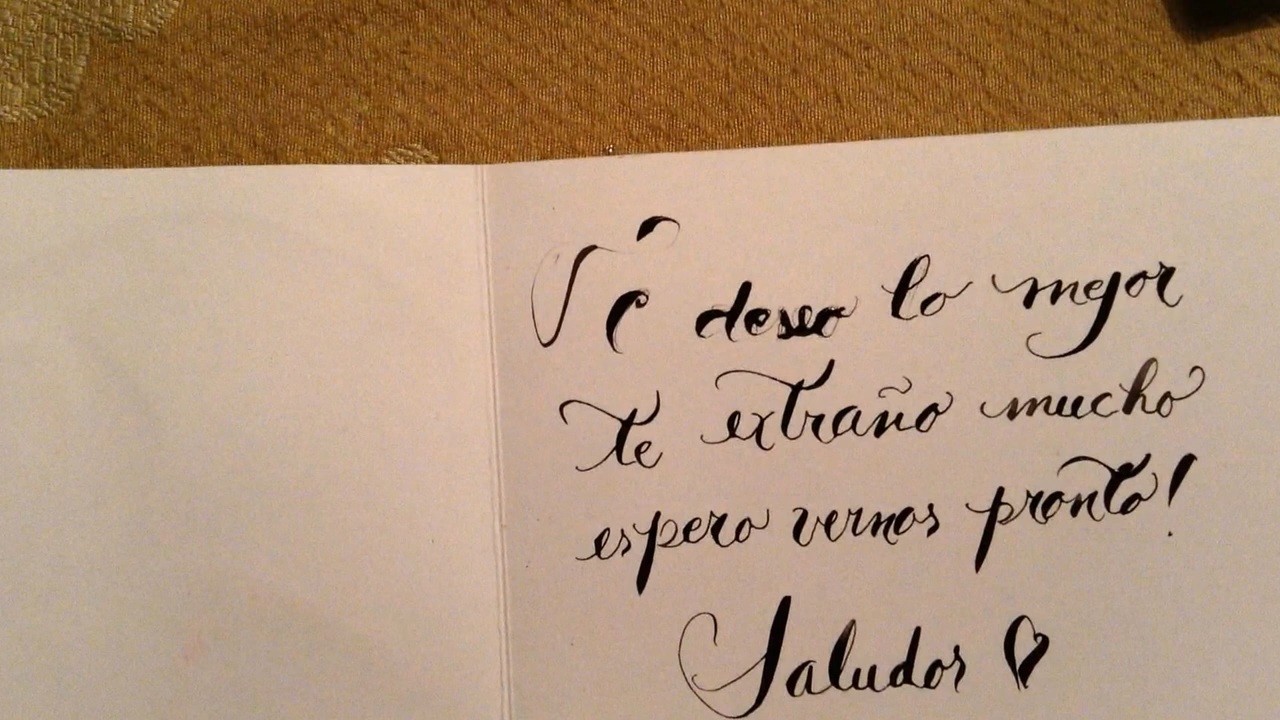 Te deseo lo mejor
te extraño mucho
espero vernos pronto!
Saludos ♡